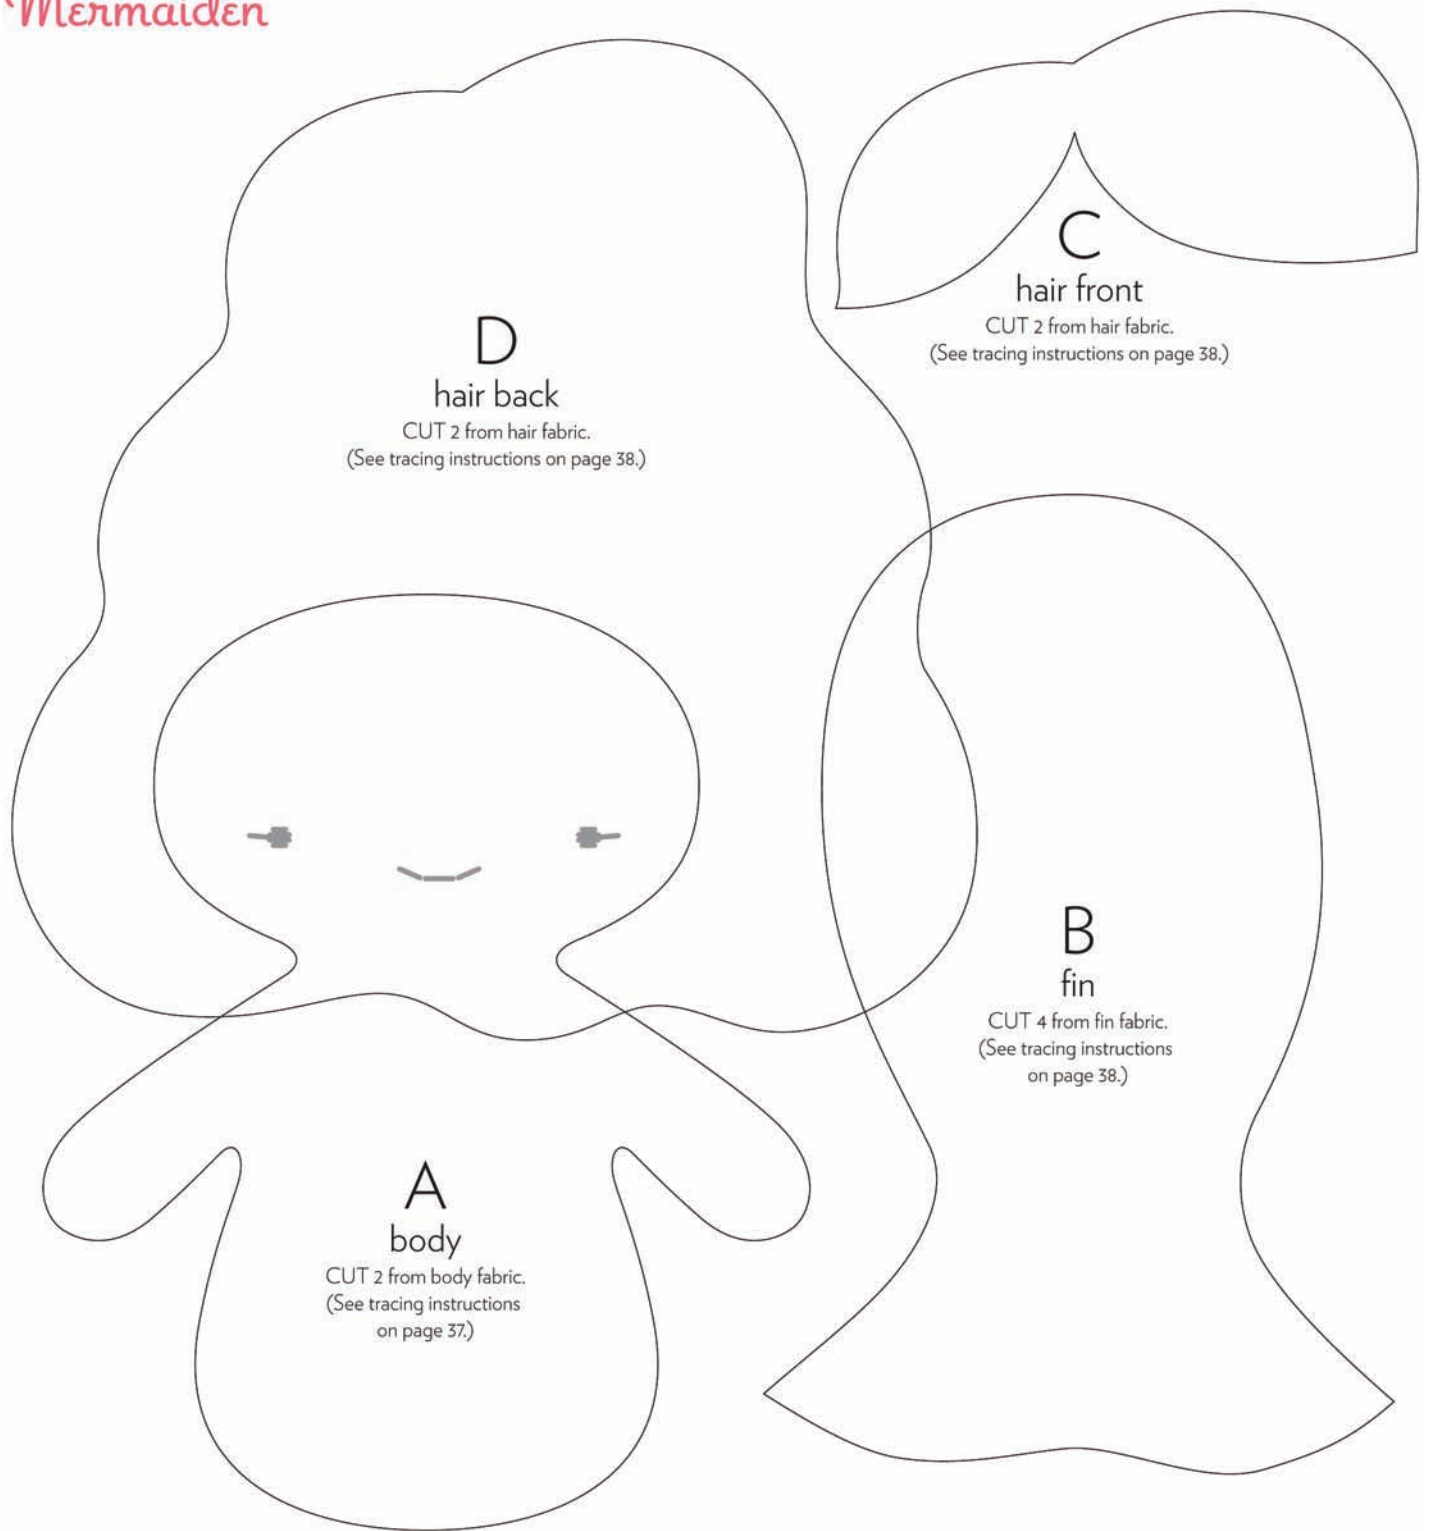 Mermaiden
C
hair front
CUT 2 from hair fabric.
(See tracing instructions on page 38.)
D
hair back
CUT 2 from hair fabric.
(See tracing instructions on page 38.)
B
fin
CUT 4 from fin fabric.
(See tracing instructions
on page 38.)
A
body
CUT 2 from body fabric.
(See tracing instructions
on page 37.)